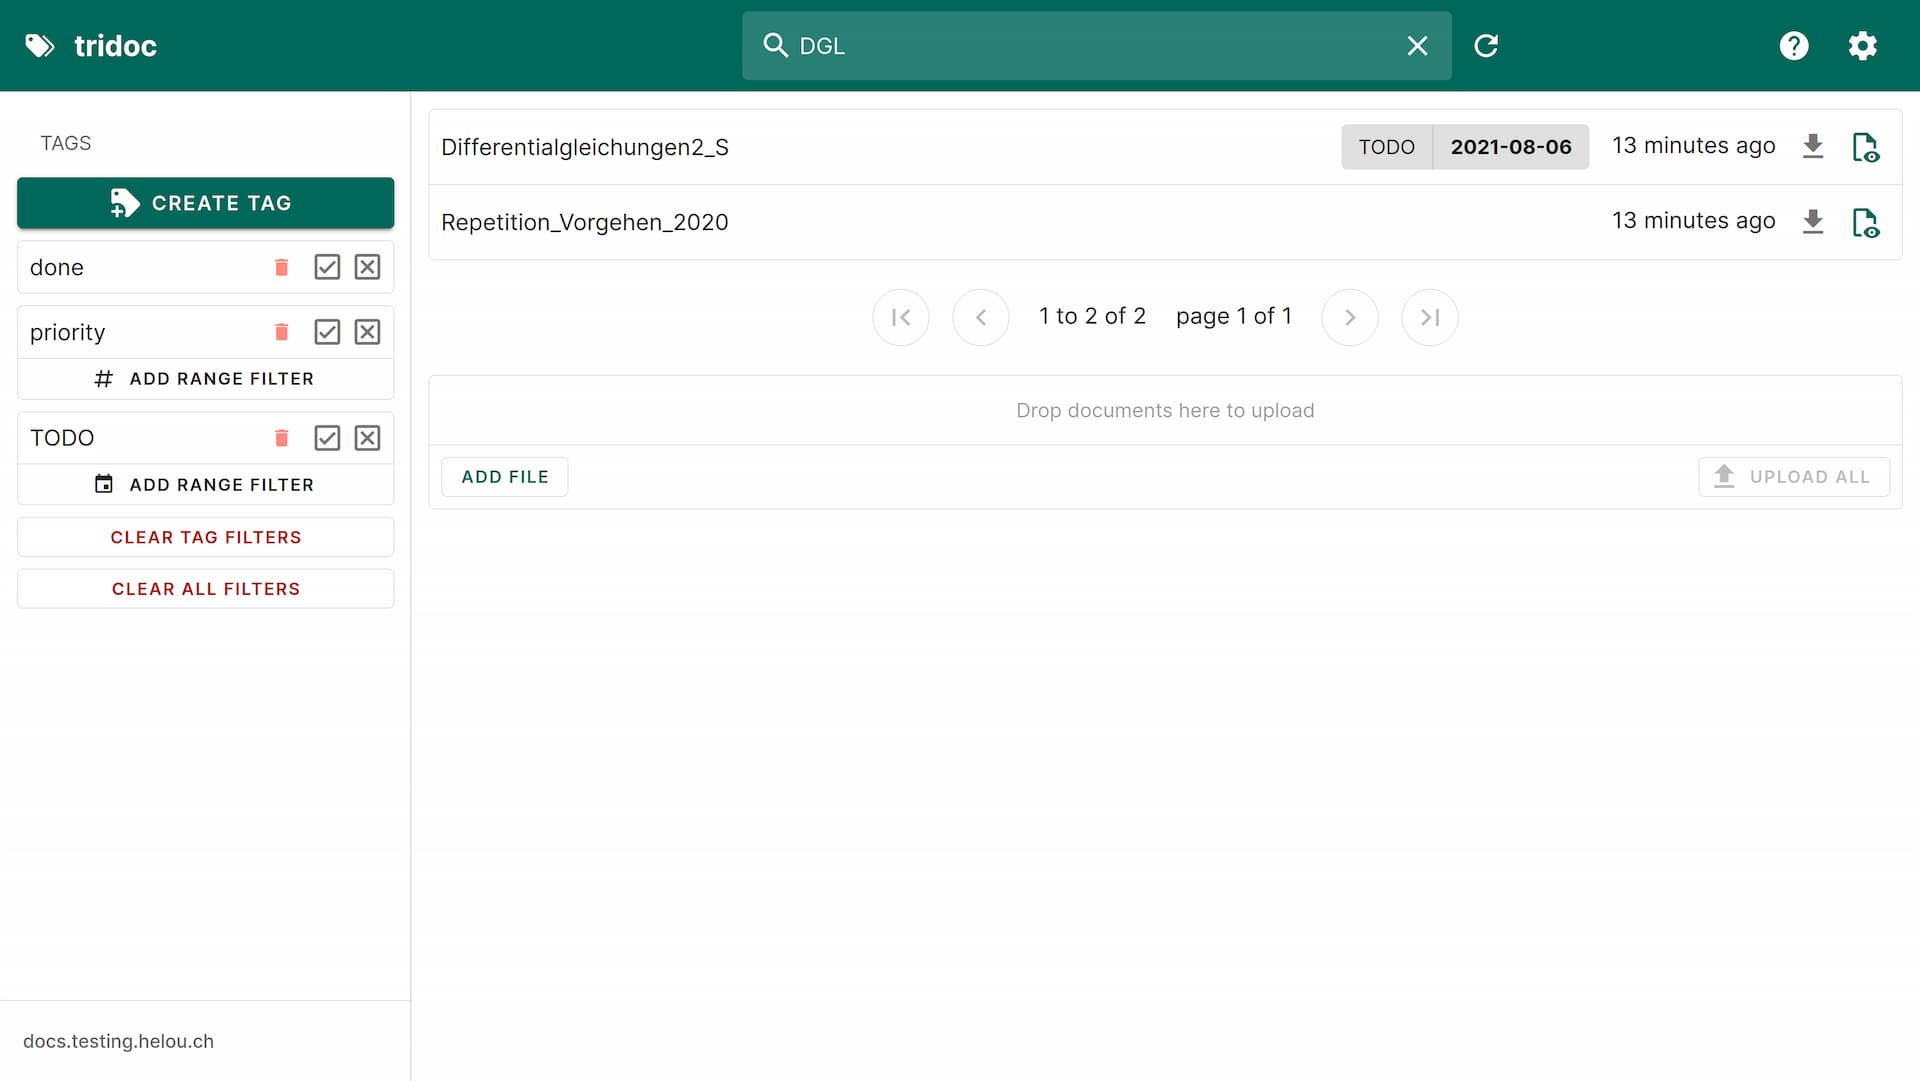 tridoc
DGL
TAGS
CREATE TAG
done
priority
ADD RANGE FILTER
TODO
ADD RANGE FILTER
CLEAR TAG FILTERS
CLEAR ALL FILTERS
docs.testing.helou.ch
Differentialgleichungen2_S TODO 2021-08-06 13 minutes ago
Repetition_Vorgehen_2020 13 minutes ago
1 to 2 of 2 page 1 of 1
Drop documents here to upload
ADD FILE UPLOAD ALL